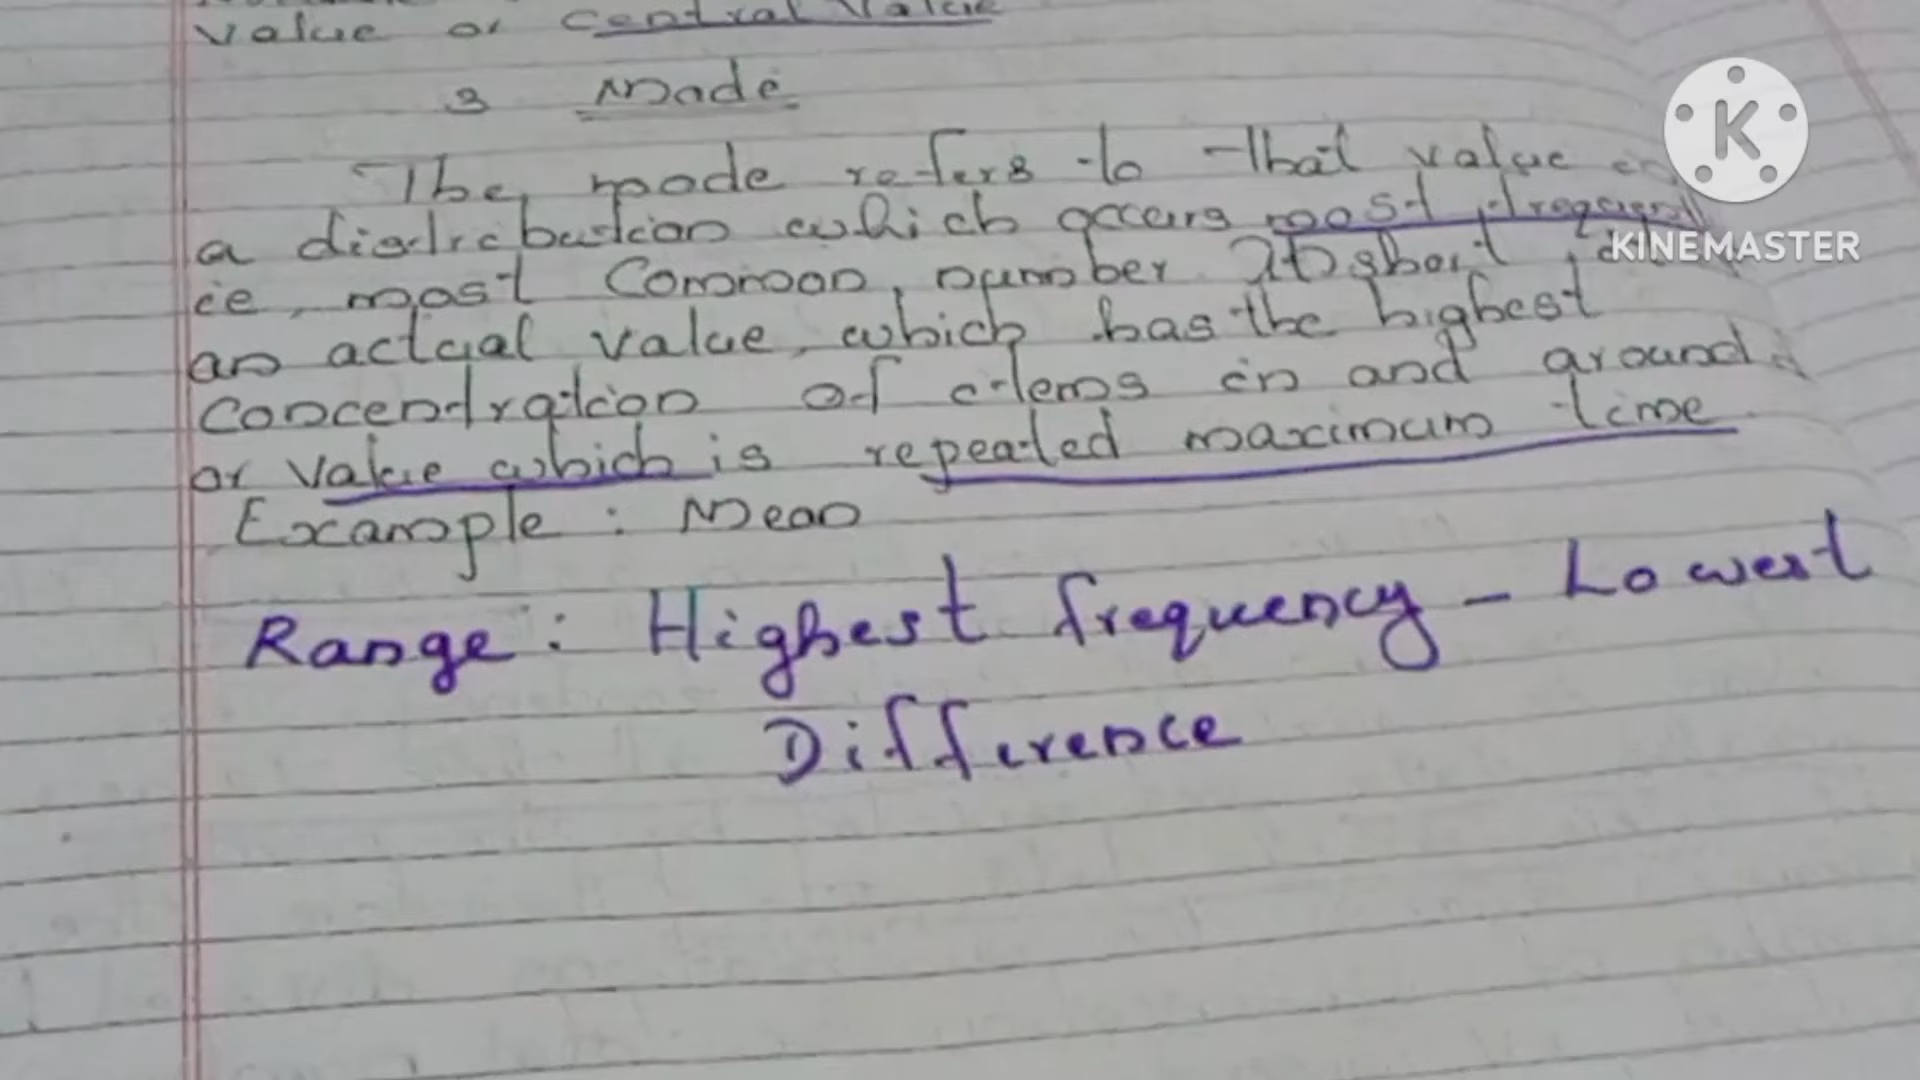 value or central value
3 Mode
The mode refers to that value
a distribution which occurs most frequently
ie, most common, number In short, it
an actual value, which has the highest
Concentration of items in and around
or value which is repeated maximum time
Example : Mean
Range : Highest frequency - Lowest
Difference
K
KINEMASTER